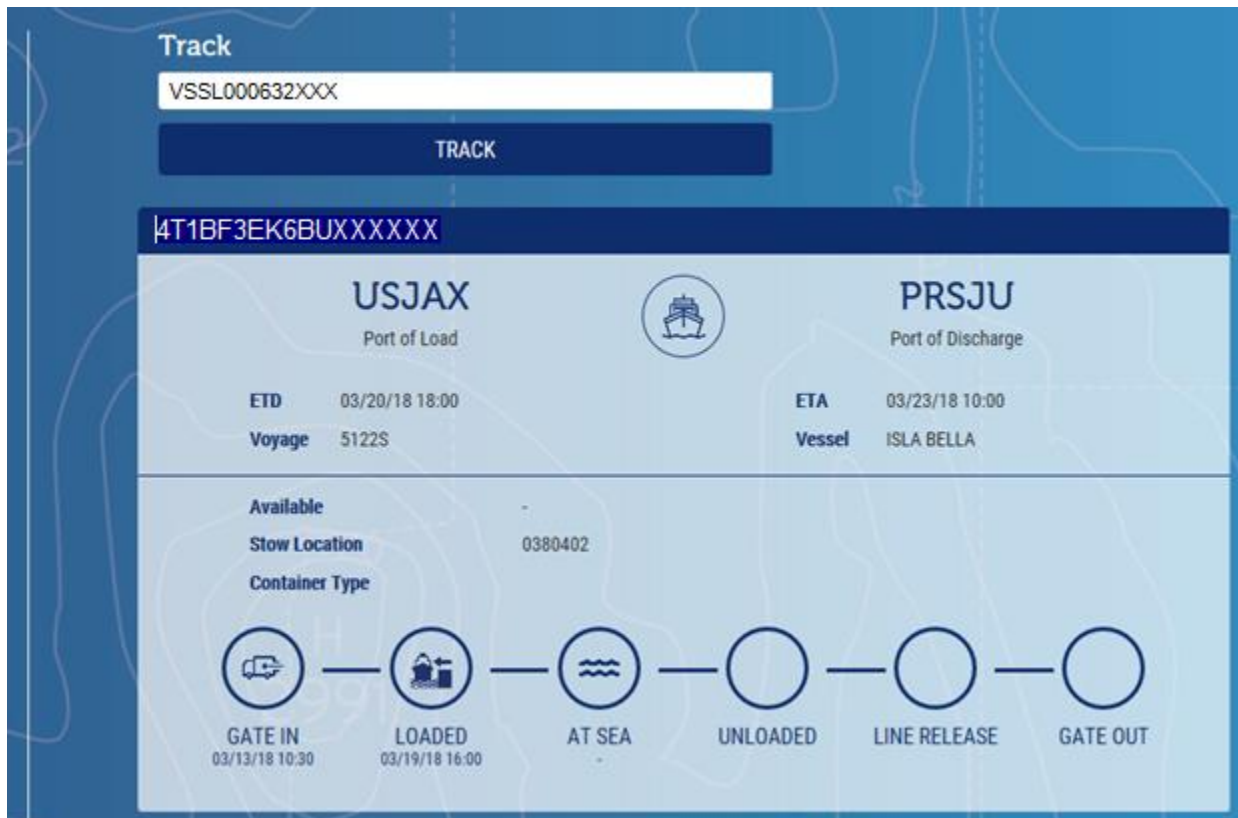 Track
VSSL000632XXX
TRACK
4T1BF3EK6BUXXXXXX
USJAX PRSJU
Port of Load Port of Discharge
ETD 03/20/18 18:00 ETA 03/23/18 10:00
Voyage 5122S Vessel ISLA BELLA
Available -
Stow Location 0380402
Container Type
GATE IN LOADED AT SEA UNLOADED LINE RELEASE GATE OUT
03/13/18 10:30 03/19/18 16:00 -